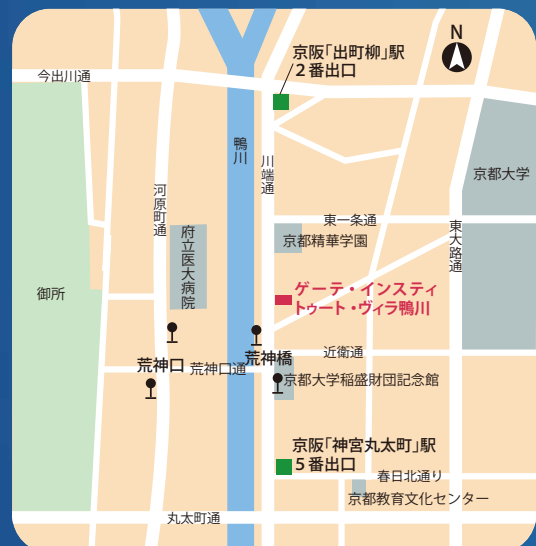 京阪「出町柳」駅
２番出口
N
今出川通
鴨川
川端通
河原町通
府立医大病院
東一条通
京都精華学園
京都大学
東大路通
御所
ゲーテ・インスティ
トゥート・ヴィラ鴨川
荒神口
荒神口通
荒神橋
近衛通
京都大学稲盛財団記念館
京阪「神宮丸太町」駅
５番出口
春日北通り
京都教育文化センター
丸太町通